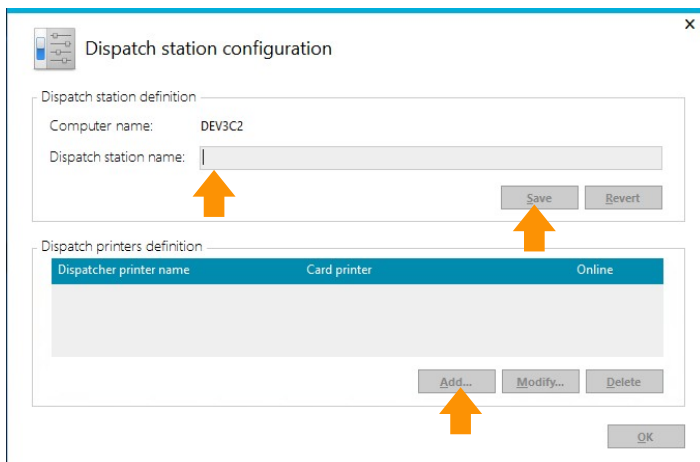 x
Dispatch station configuration
Dispatch station definition
Computer name: DEV3C2
Dispatch station name:
Save Revert
Dispatch printers definition
Dispatcher printer name Card printer Online
Add... Modify... Delete
OK